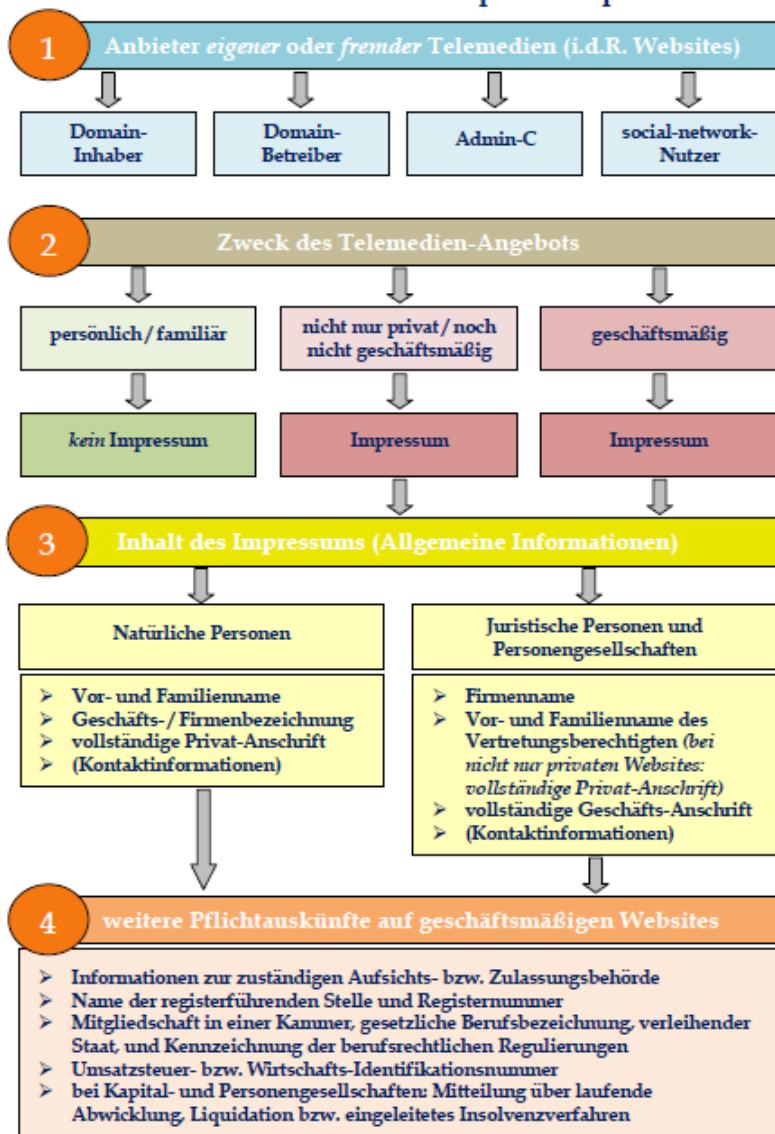 1
Anbieter eigener oder fremder Telemedien (i.d.R. Websites)
Domain-
Inhaber
Domain-
Betreiber
Admin-C
social-network-
Nutzer
2
Zweck des Telemedien-Angebots
persönlich / familiär
nicht nur privat / noch
nicht geschäftsmäßig
geschäftsmäßig
kein Impressum
Impressum
Impressum
3
Inhalt des Impressums (Allgemeine Informationen)
Natürliche Personen
➢ Vor- und Familienname
➢ Geschäfts-/ Firmenbezeichnung
➢ vollständige Privat-Anschrift
➢ (Kontaktinformationen)
Juristische Personen und
Personengesellschaften
➢ Firmenname
➢ Vor- und Familienname des
Vertretungsberechtigten (bei
nicht nur privaten Websites:
vollständige Privat-Anschrift)
➢ vollständige Geschäfts-Anschrift
➢ (Kontaktinformationen)
4
weitere Pflichtauskünfte auf geschäftsmäßigen Websites
➢ Informationen zur zuständigen Aufsichts- bzw. Zulassungsbehörde
➢ Name der registerführenden Stelle und Registernummer
➢ Mitgliedschaft in einer Kammer, gesetzliche Berufsbezeichnung, verleihender
Staat, und Kennzeichnung der berufsrechtlichen Regulierungen
➢ Umsatzsteuer- bzw. Wirtschafts-Identifikationsnummer
➢ bei Kapital- und Personengesellschaften: Mitteilung über laufende
Abwicklung, Liquidation bzw. eingeleitetes Insolvenzverfahren